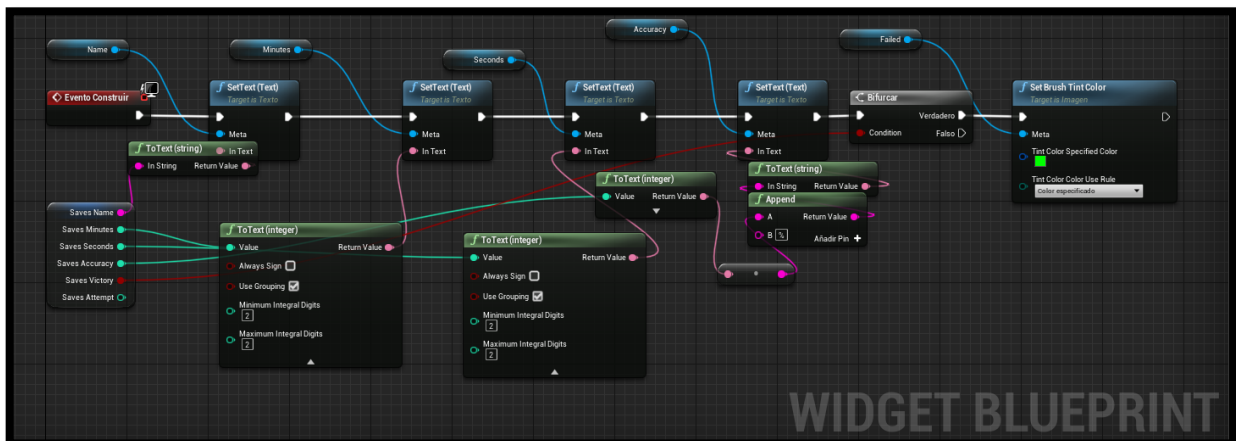 Name
Minutes
Seconds
Accuracy
Failed
Evento Construir
SetText (Text)
Target is Texto
Meta
In Text
SetText (Text)
Target is Texto
Meta
In Text
SetText (Text)
Target is Texto
Meta
In Text
SetText (Text)
Target is Texto
Meta
In Text
Bifurcar
Verdadero
Condition
Falso
Set Brush Tint Color
Target is Imagen
Meta
Tint Color Specified Color
Tint Color Color Use Rule
Color especificado
ToText (string)
In String Return Value
Saves Name
Saves Minutes
Saves Seconds
Saves Accuracy
Saves Victory
Saves Attempt
ToText (integer)
Value Return Value
Always Sign
Use Grouping
Minimum Integral Digits
2
Maximum Integral Digits
2
ToText (integer)
Value Return Value
Always Sign
Use Grouping
Minimum Integral Digits
2
Maximum Integral Digits
2
ToText (integer)
Value Return Value
ToText (string)
In String Return Value
Append
A Return Value
B % Añadir Pin
WIDGET BLUEPRINT